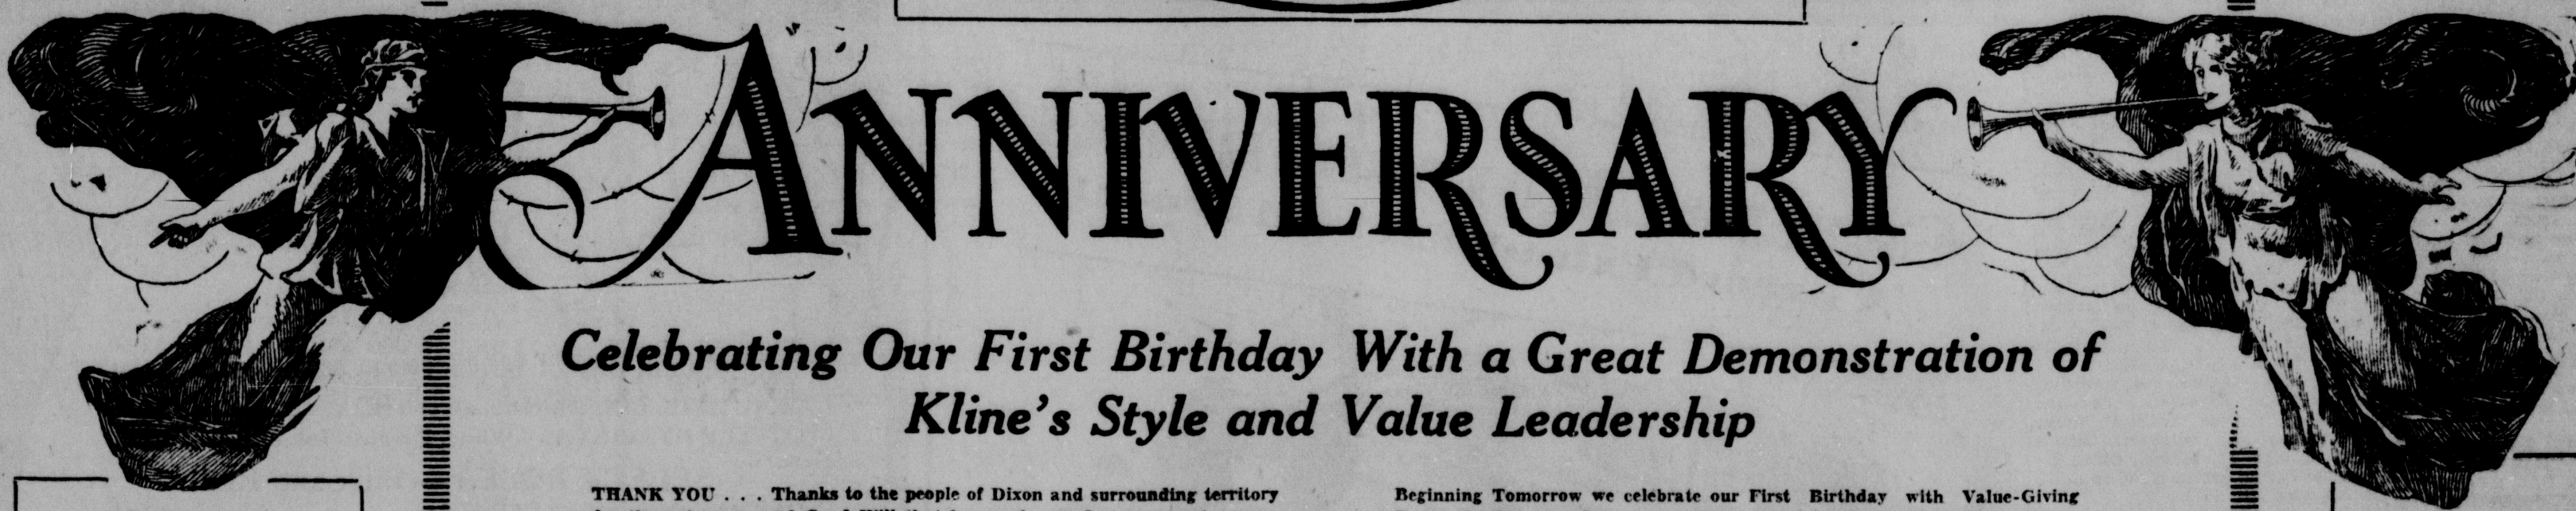 ANNIVERSARY
Celebrating Our First Birthday With a Great Demonstration of
Kline's Style and Value Leadership
THANK YOU . . . Thanks to the people of Dixon and surrounding territory
Beginning Tomorrow we celebrate our First Birthday with Value-Giving